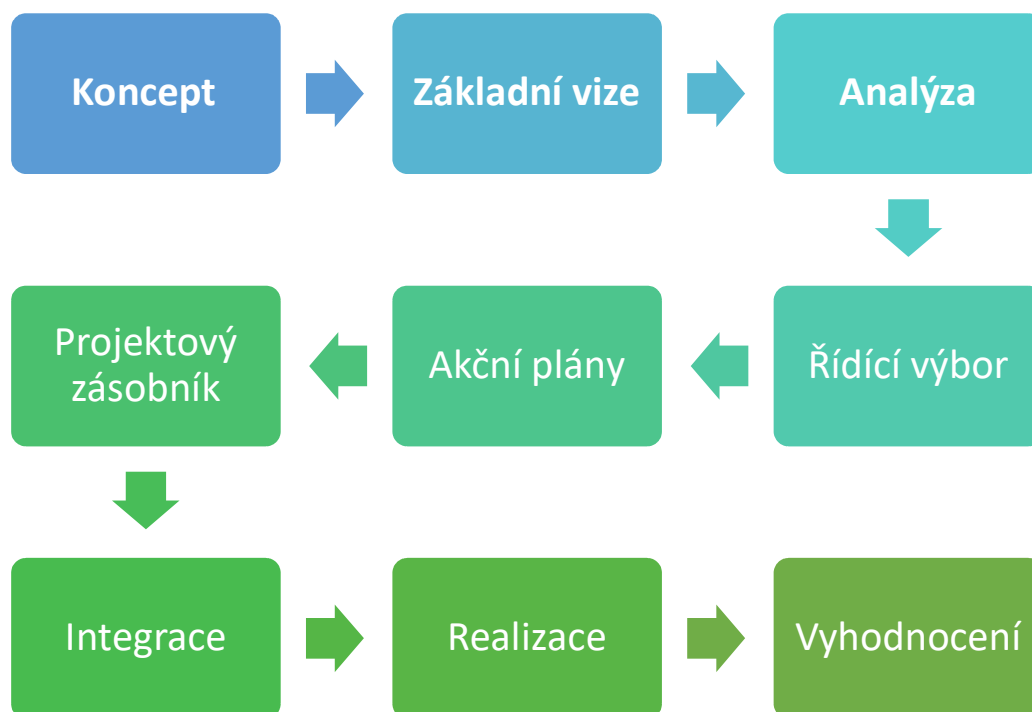 Koncept
Základní vize
Analýza
Řídící výbor
Akční plány
Projektový
zásobník
Integrace
Realizace
Vyhodnocení